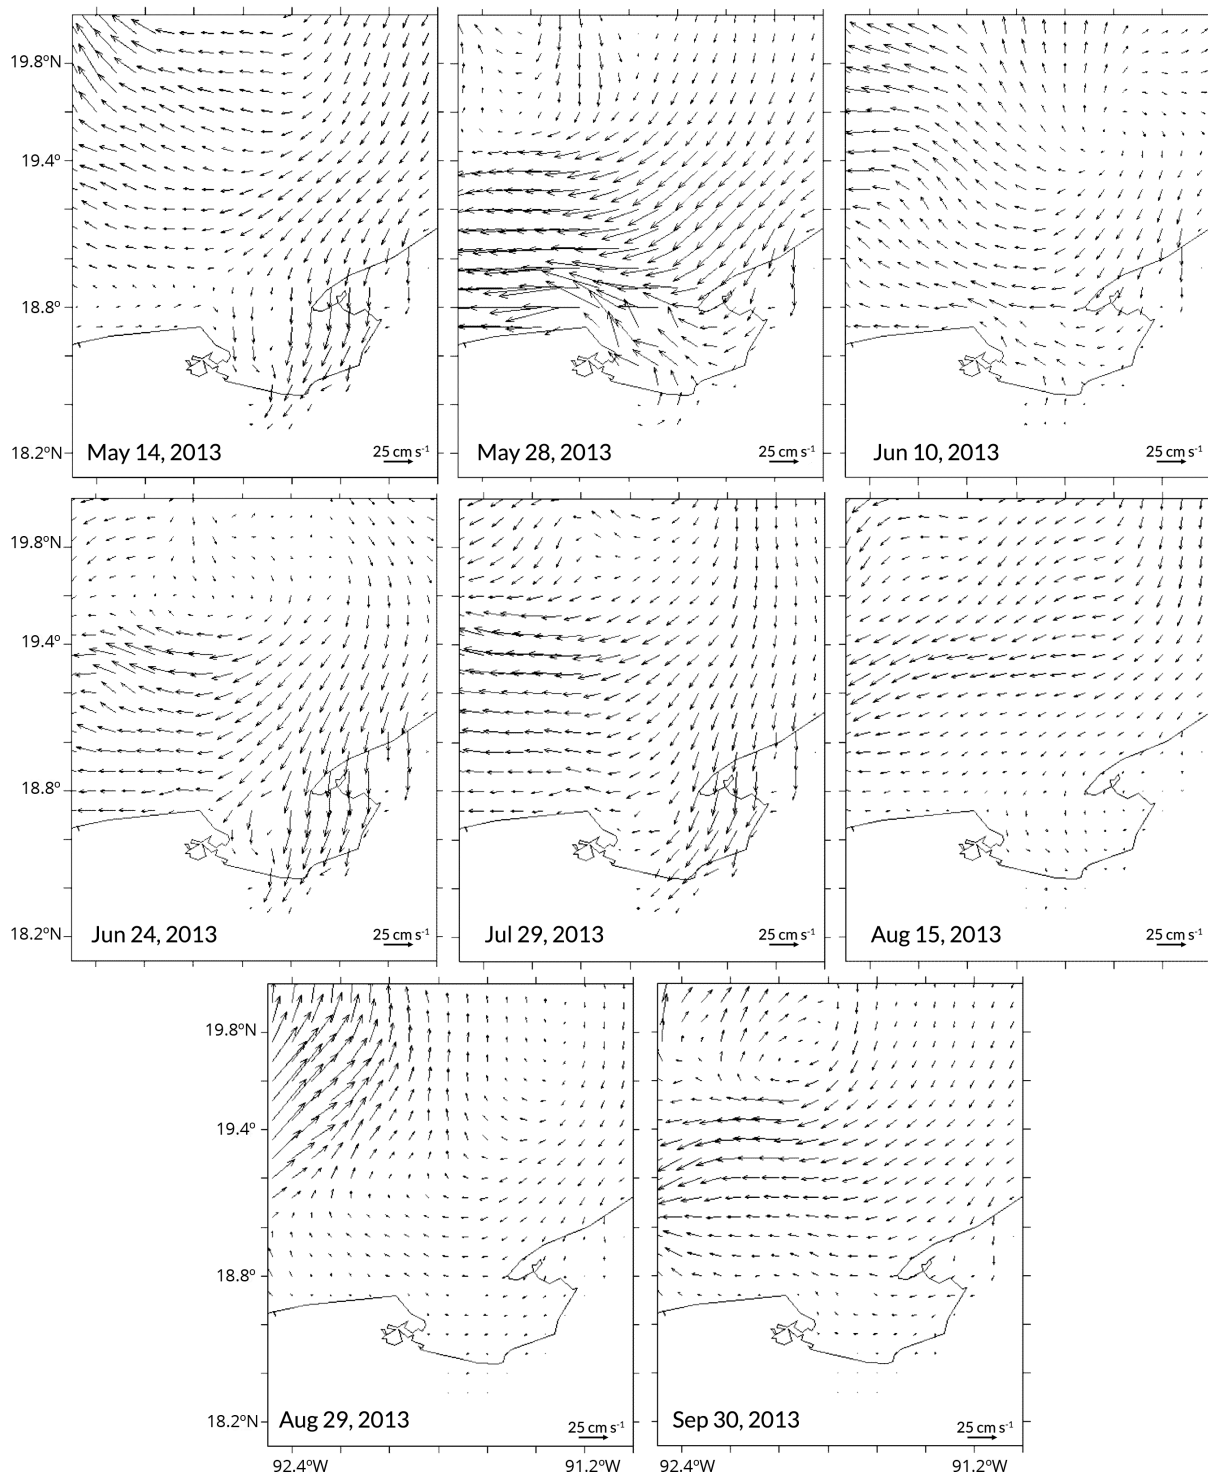 19.8ºN
19.4º
18.8º
18.2ºN
May 14, 2013
25 cm s⁻¹
May 28, 2013
25 cm s⁻¹
Jun 10, 2013
25 cm s⁻¹
19.8ºN
19.4º
18.8º
18.2ºN
Jun 24, 2013
25 cm s⁻¹
Jul 29, 2013
25 cm s⁻¹
Aug 15, 2013
25 cm s⁻¹
19.8ºN
19.4º
18.8º
18.2ºN
Aug 29, 2013
25 cm s⁻¹
Sep 30, 2013
25 cm s⁻¹
92.4ºW
91.2ºW
92.4ºW
91.2ºW